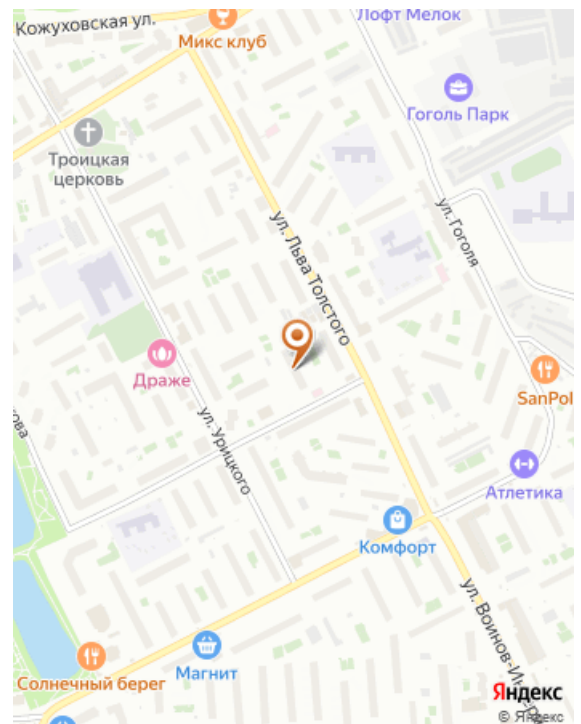 Кожуховская ул.
Лофт Мелок
Микс клуб
Гоголь Парк
Троицкая
церковь
ул. Гоголя
ул. Льва Толстого
Драже
SanPol
ул. Урицкого
Атлетика
Комфорт
ул. Воинов-Ин
Магнит
Солнечный берег
Яндекс
© Яндекс